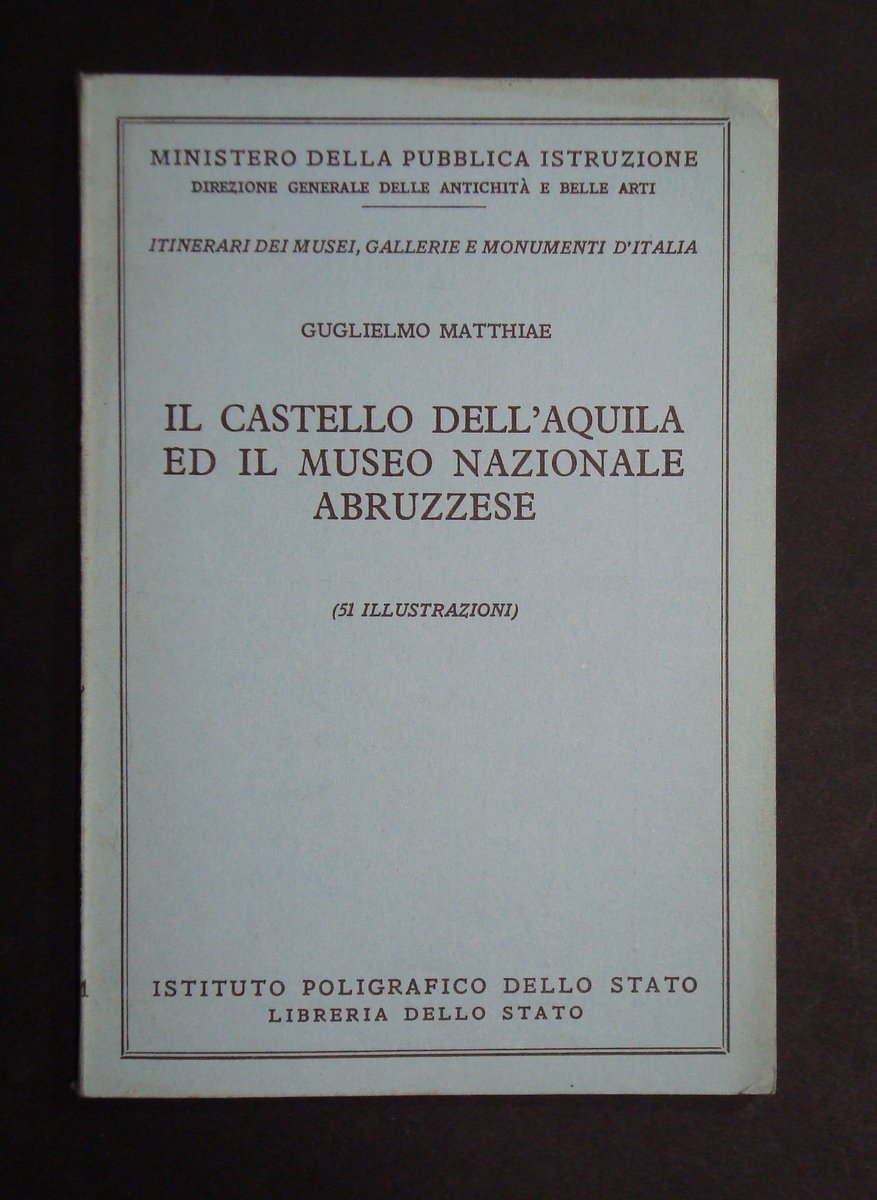 MINISTERO DELLA PUBBLICA ISTRUZIONE
DIREZIONE GENERALE DELLE ANTICHITÀ E BELLE ARTI
ITINERARI DEI MUSEI, GALLERIE E MONUMENTI D'ITALIA
GUGLIELMO MATTHIAE
IL CASTELLO DELL'AQUILA
ED IL MUSEO NAZIONALE
ABRUZZESE
(51 ILLUSTRAZIONI)
ISTITUTO POLIGRAFICO DELLO STATO
LIBRERIA DELLO STATO